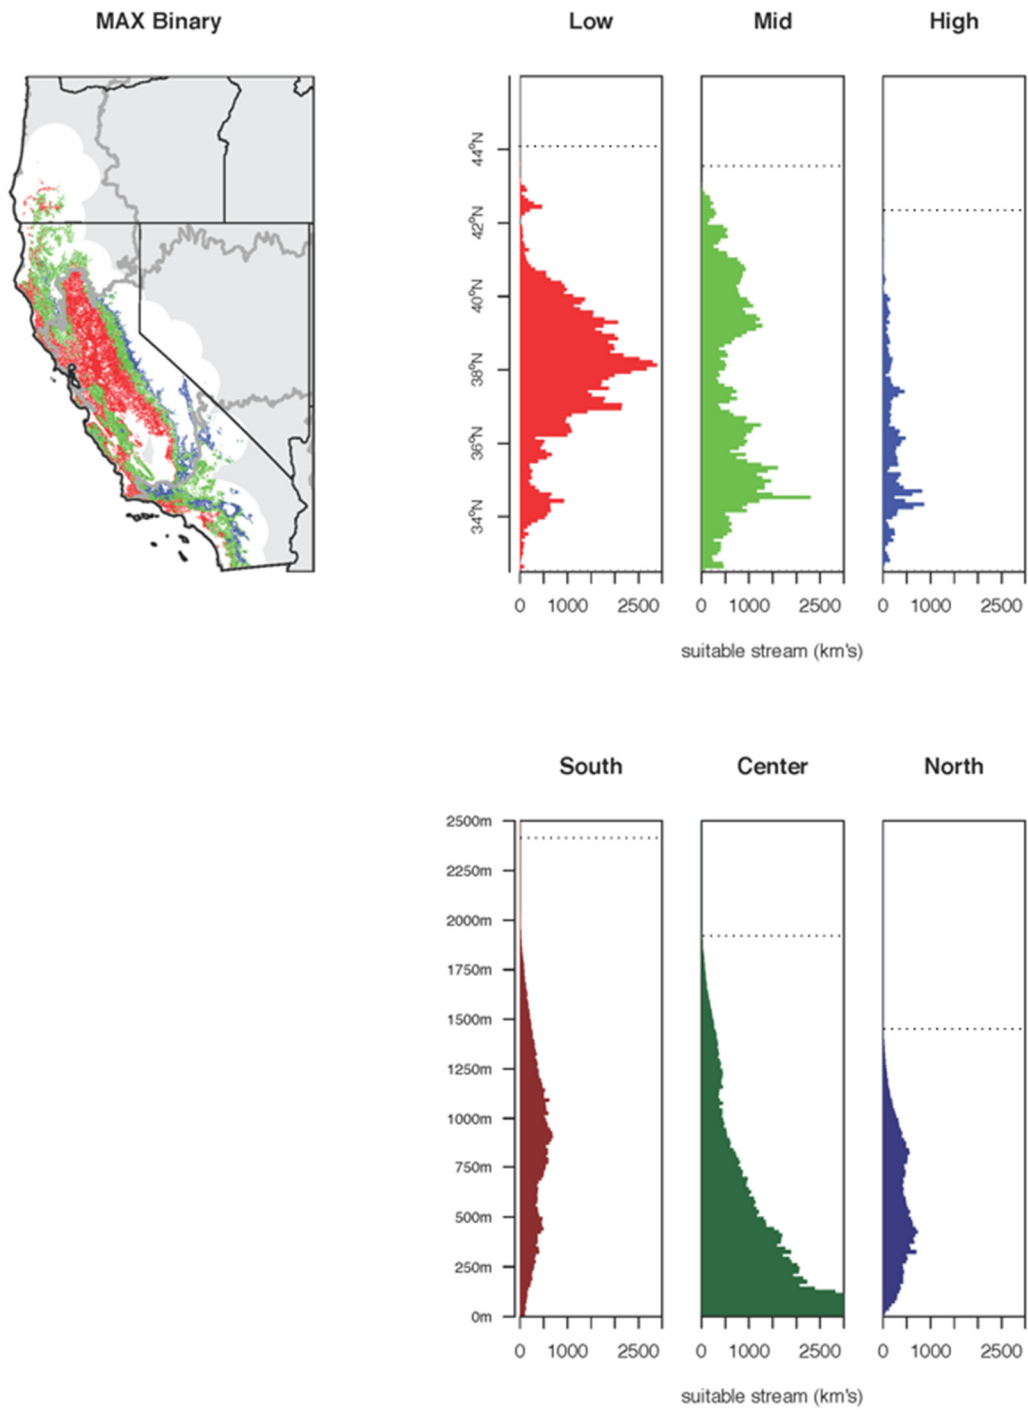 MAX Binary
Low Mid High
44°N
42°N
40°N
38°N
36°N
34°N
0 1000 2500 0 1000 2500 0 1000 2500
suitable stream (km's)
South Center North
2500m
2250m
2000m
1750m
1500m
1250m
1000m
750m
500m
250m
0m
0 1000 2500 0 1000 2500 0 1000 2500
suitable stream (km's)